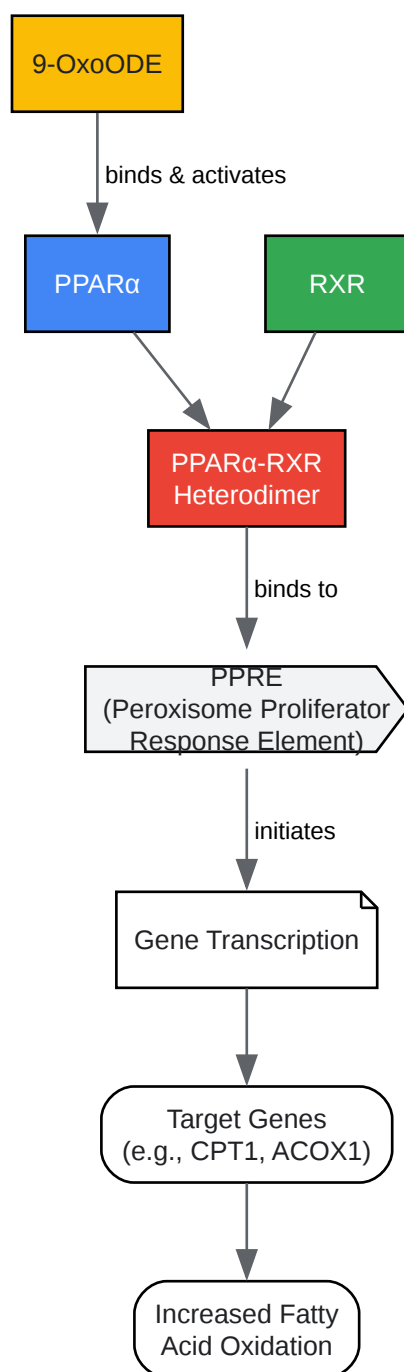 9-OxoODE
binds & activates
PPARα
RXR
PPARα-RXR
Heterodimer
binds to
PPRE
(Peroxisome Proliferator
Response Element)
initiates
Gene Transcription
Target Genes
(e.g., CPT1, ACOX1)
Increased Fatty
Acid Oxidation